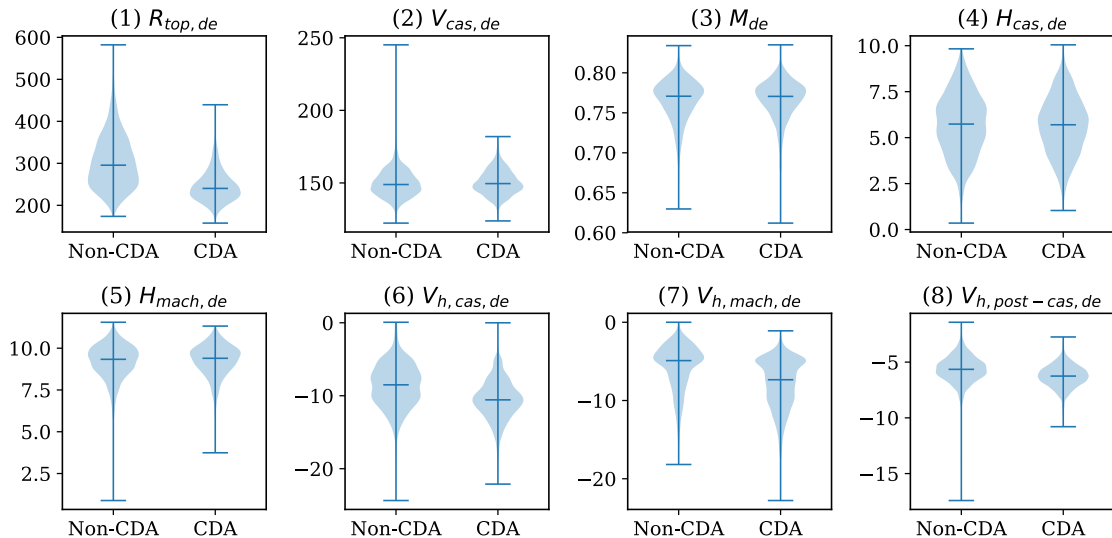 (1) R_top, de
600
500
400
300
200
Non-CDA CDA
(2) V_cas, de
250
200
150
Non-CDA CDA
(3) M_de
0.80
0.75
0.70
0.65
0.60
Non-CDA CDA
(4) H_cas, de
10.0
7.5
5.0
2.5
0.0
Non-CDA CDA
(5) H_mach, de
10.0
7.5
5.0
2.5
Non-CDA CDA
(6) V_h, cas, de
0
−10
−20
Non-CDA CDA
(7) V_h, mach, de
0
−10
−20
Non-CDA CDA
(8) V_h, post − cas, de
−5
−10
−15
Non-CDA CDA